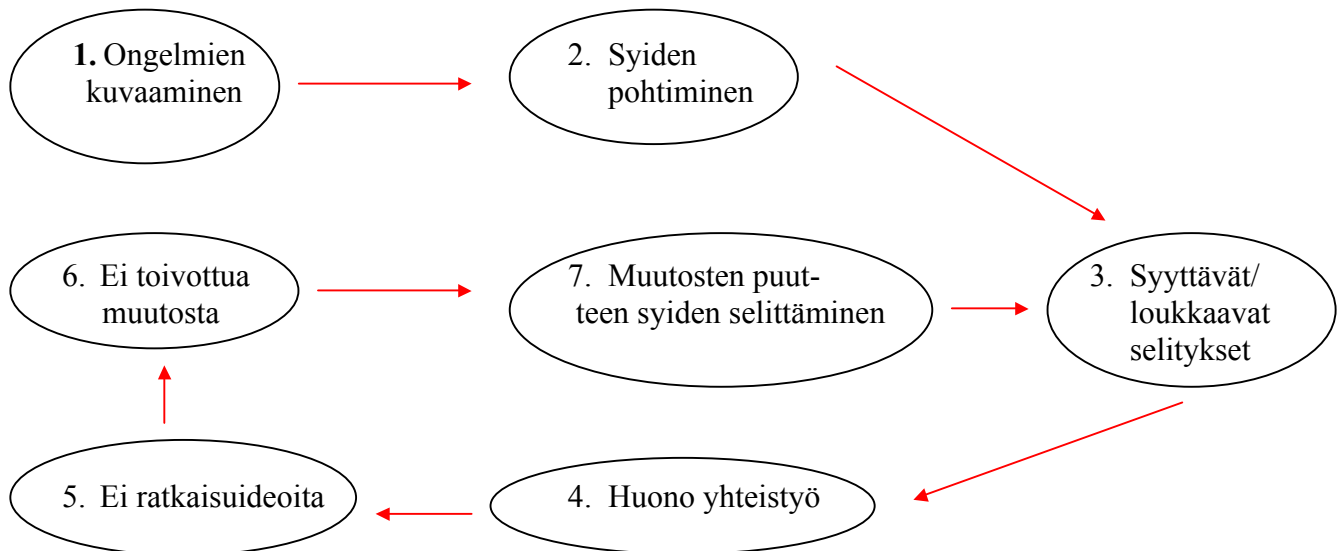 1. Ongelmien
kuvaaminen
2. Syiden
pohtiminen
3. Syyttävät/
loukkaavat
selitykset
4. Huono yhteistyö
5. Ei ratkaisuideoita
6. Ei toivottua
muutosta
7. Muutosten puut-
teen syiden selittäminen